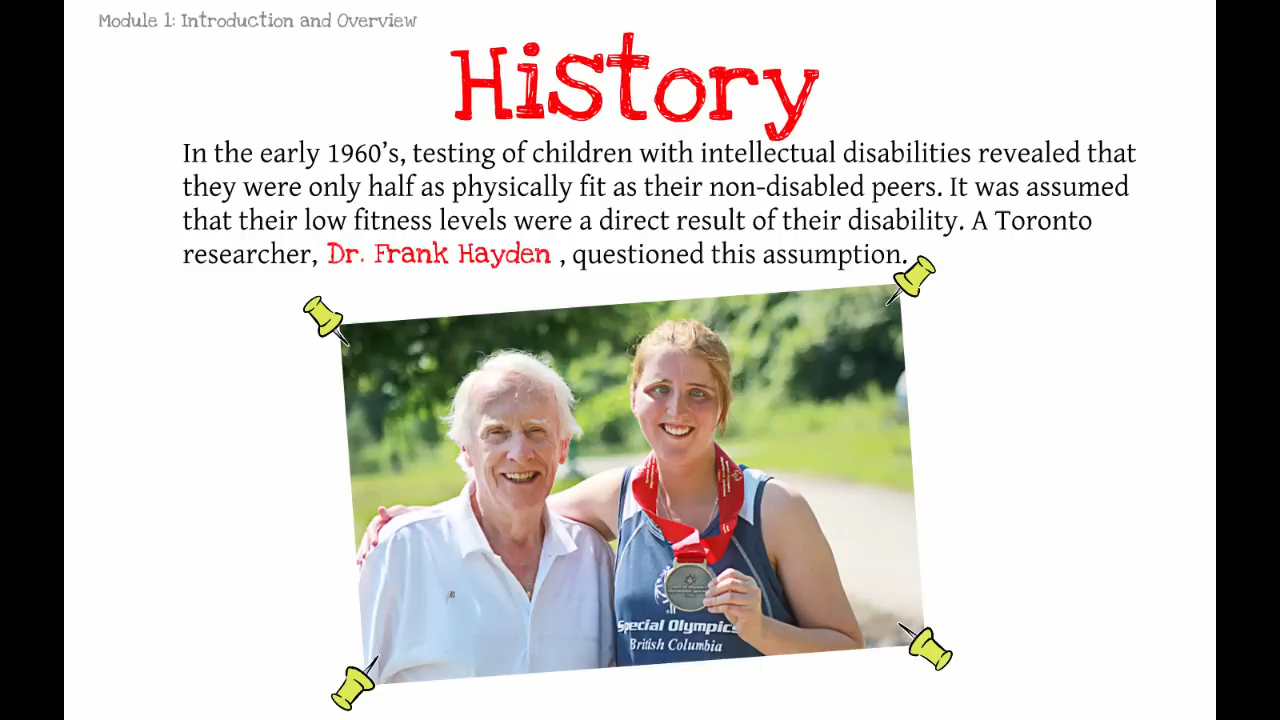 Module 1: Introduction and Overview
History
In the early 1960’s, testing of children with intellectual disabilities revealed that
they were only half as physically fit as their non-disabled peers. It was assumed
that their low fitness levels were a direct result of their disability. A Toronto
researcher, Dr. Frank Hayden , questioned this assumption.
Special Olympics
British Columbia